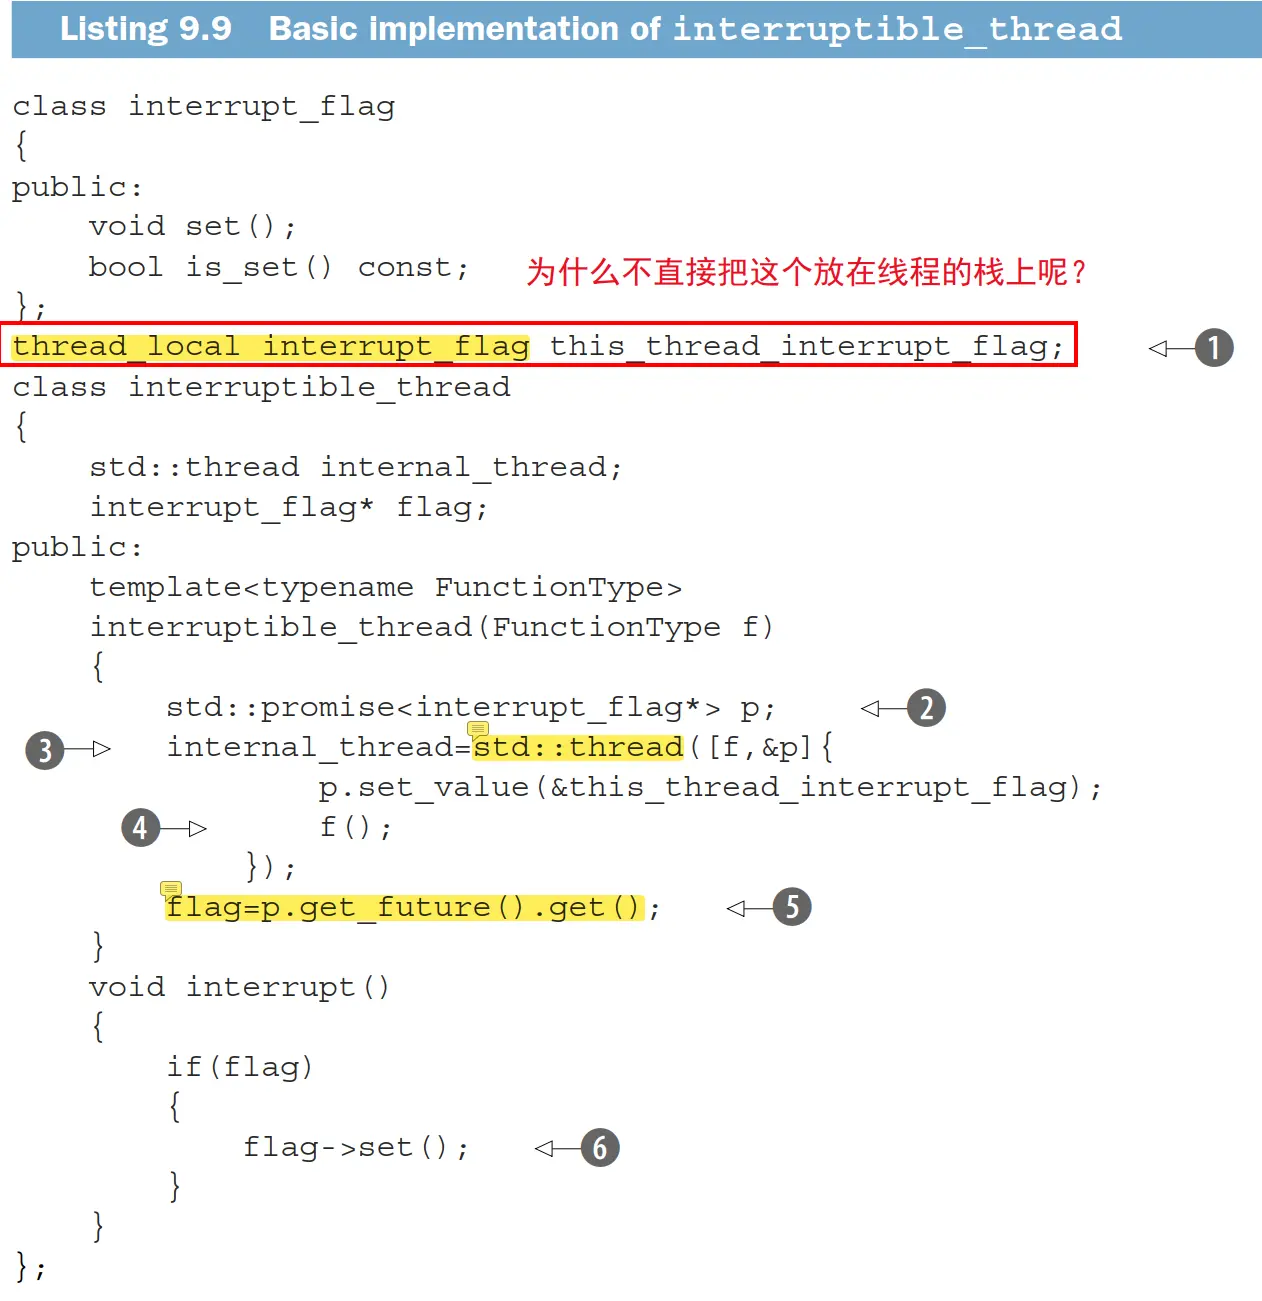 Listing 9.9 Basic implementation of interruptible_thread
class interrupt_flag
{
public:
    void set();
    bool is_set() const;
为什么不直接把这个放在线程的栈上呢?
};
thread_local interrupt_flag this_thread_interrupt_flag;
1
class interruptible_thread
{
    std::thread internal_thread;
    interrupt_flag* flag;
public:
    template<typename FunctionType>
    interruptible_thread(FunctionType f)
    {
        std::promise<interrupt_flag*> p;
2
3
        internal_thread=std::thread([f,&p]{
                p.set_value(&this_thread_interrupt_flag);
4
                f();
            });
        flag=p.get_future().get();
5
    }
    void interrupt()
    {
        if(flag)
        {
            flag->set();
6
        }
    }
};